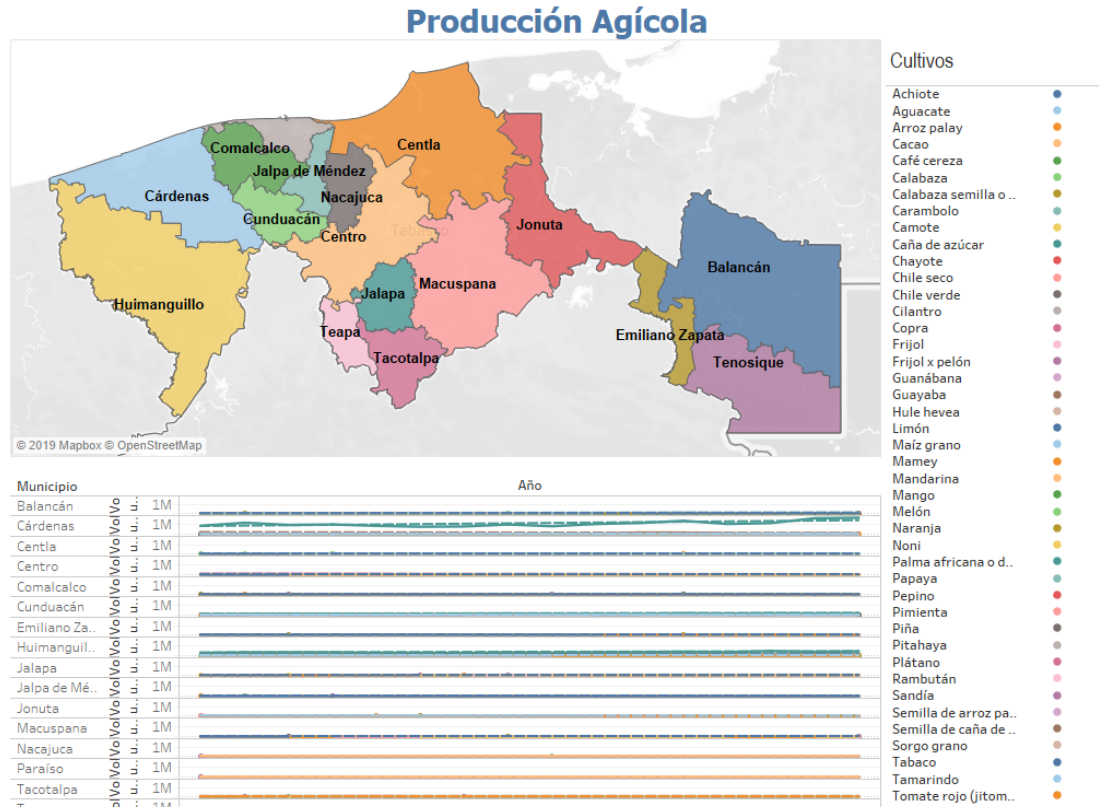 Producción Agícola
Comalcalco
Centla
Jalpa de Méndez
Cárdenas
Nacajuca
Cunduacán
Tabasco
Centro
Jonuta
Balancán
Macuspana
Jalapa
Huimanguillo
Teapa
Emiliano Zapata
Tacotalpa
Tenosique
© 2019 Mapbox © OpenStreetMap
Cultivos
Achiote
Aguacate
Arroz palay
Cacao
Café cereza
Calabaza
Calabaza semilla o ..
Carambolo
Camote
Caña de azúcar
Chayote
Chile seco
Chile verde
Cilantro
Copra
Frijol
Frijol x pelón
Guanábana
Guayaba
Hule hevea
Limón
Maíz grano
Mamey
Mandarina
Mango
Melón
Naranja
Noni
Palma africana o d..
Papaya
Pepino
Pimienta
Piña
Pitahaya
Plátano
Rambután
Sandía
Semilla de arroz pa..
Semilla de caña de ..
Sorgo grano
Tabaco
Tamarindo
Tomate rojo (jitom..
Municipio Año
Balancán 1M
Cárdenas 1M
Centla 1M
Centro 1M
Comalcalco 1M
Cunduacán 1M
Emiliano Za.. 1M
Huimanguil.. 1M
Jalapa 1M
Jalpa de Mé.. 1M
Jonuta 1M
Macuspana 1M
Nacajuca 1M
Paraíso 1M
Tacotalpa 1M